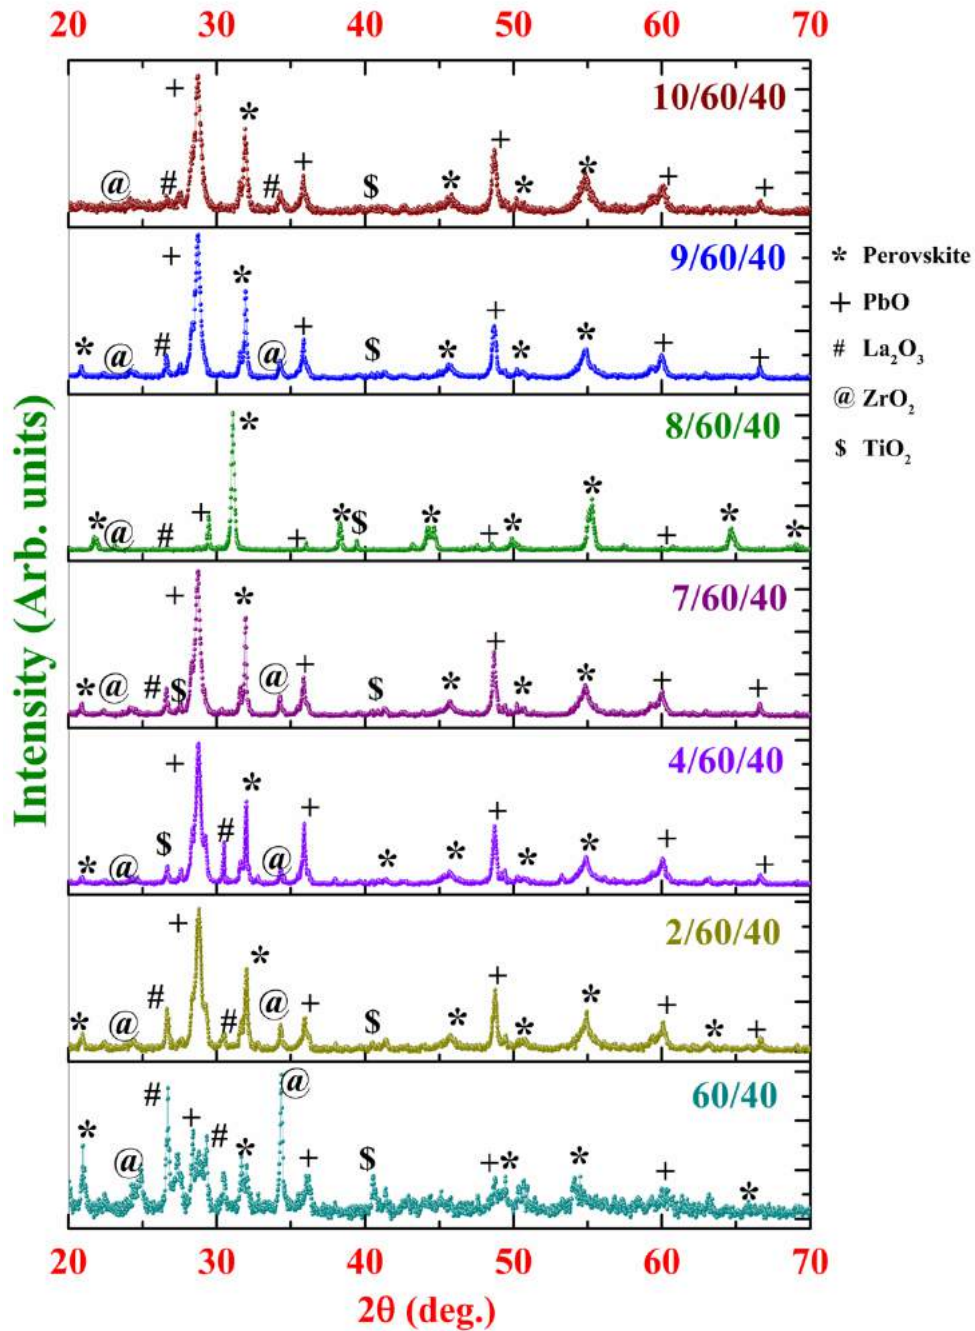 20 30 40 50 60 70
10/60/40
+ * @ # # + $ * + * * + +
9/60/40
+ * * @ # @ + $ * + * * + +
8/60/40
* * @ # + + * $ * + * * + * *
7/60/40
+ * * @ # $ @ + $ * + * * + +
4/60/40
+ * * @ $ # @ + * * + * * + +
2/60/40
+ * * @ # # @ + $ * + * * + * +
60/40
* @ # + # * @ + $ + * * + *
* Perovskite
+ PbO
# La₂O₃
@ ZrO₂
$ TiO₂
Intensity (Arb. units)
20 30 40 50 60 70
2θ (deg.)